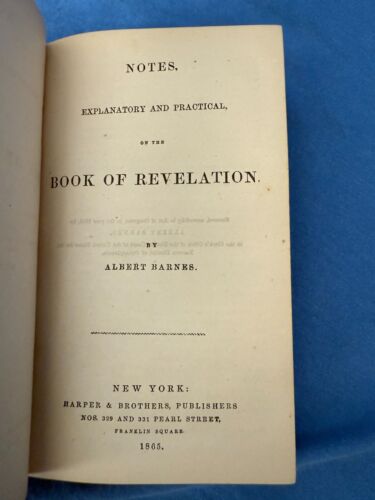 NOTES,
EXPLANATORY AND PRACTICAL,
ON THE
BOOK OF REVELATION.
BY
ALBERT BARNES.
NEW YORK:
HARPER & BROTHERS, PUBLISHERS
NOS. 329 AND 331 PEARL STREET,
FRANKLIN SQUARE
1865.